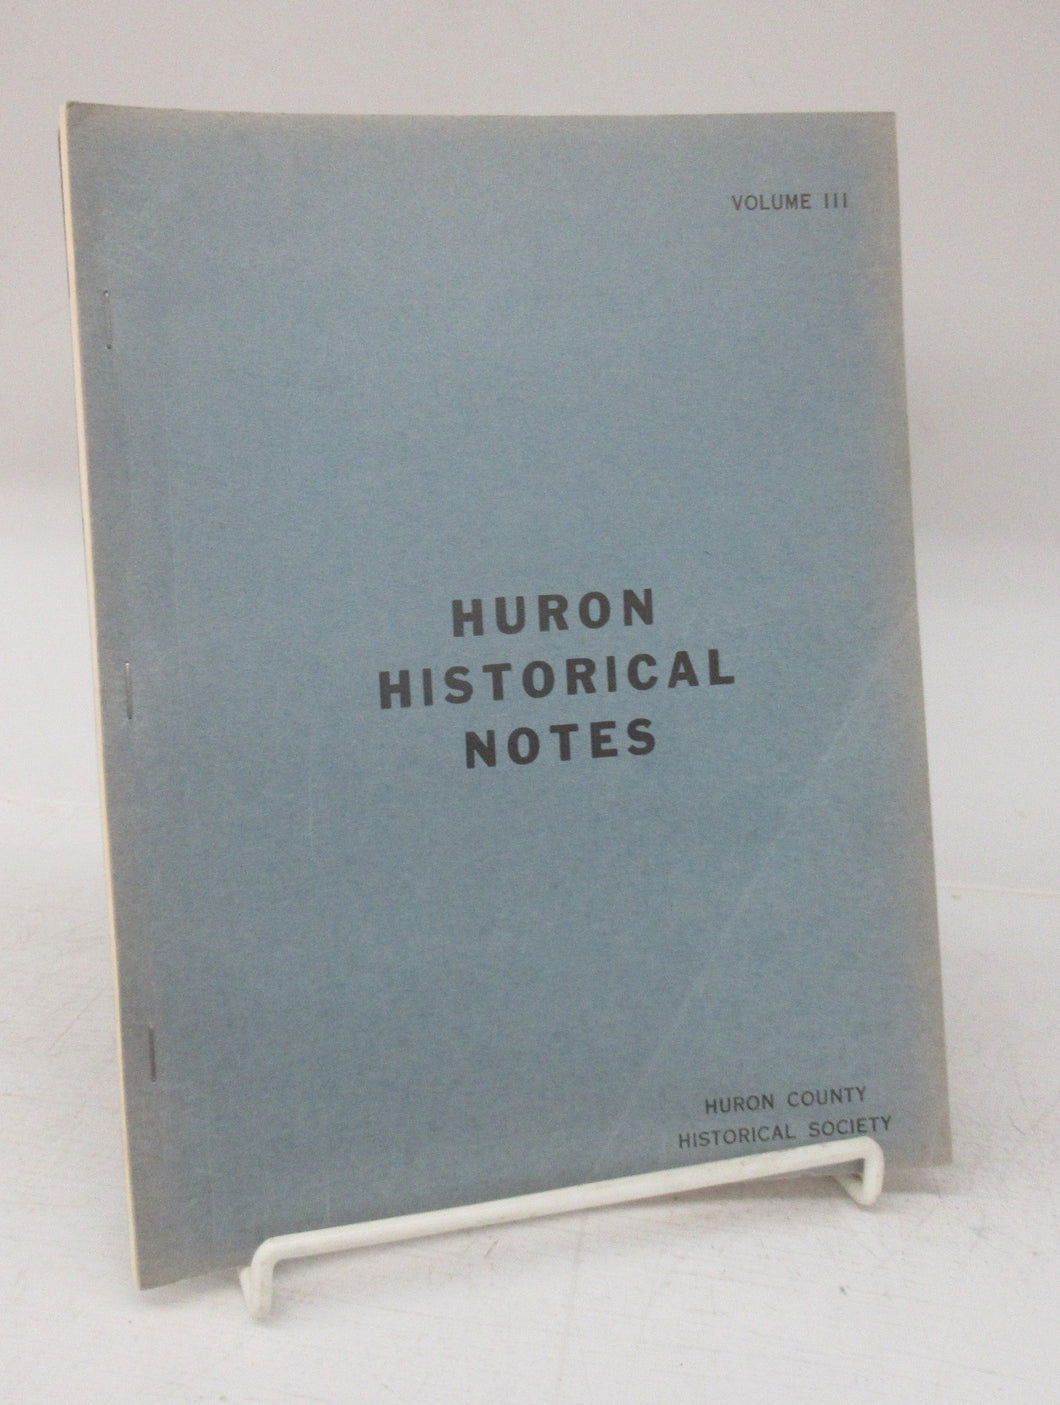 VOLUME III
HURON
HISTORICAL
NOTES
HURON COUNTY
HISTORICAL SOCIETY